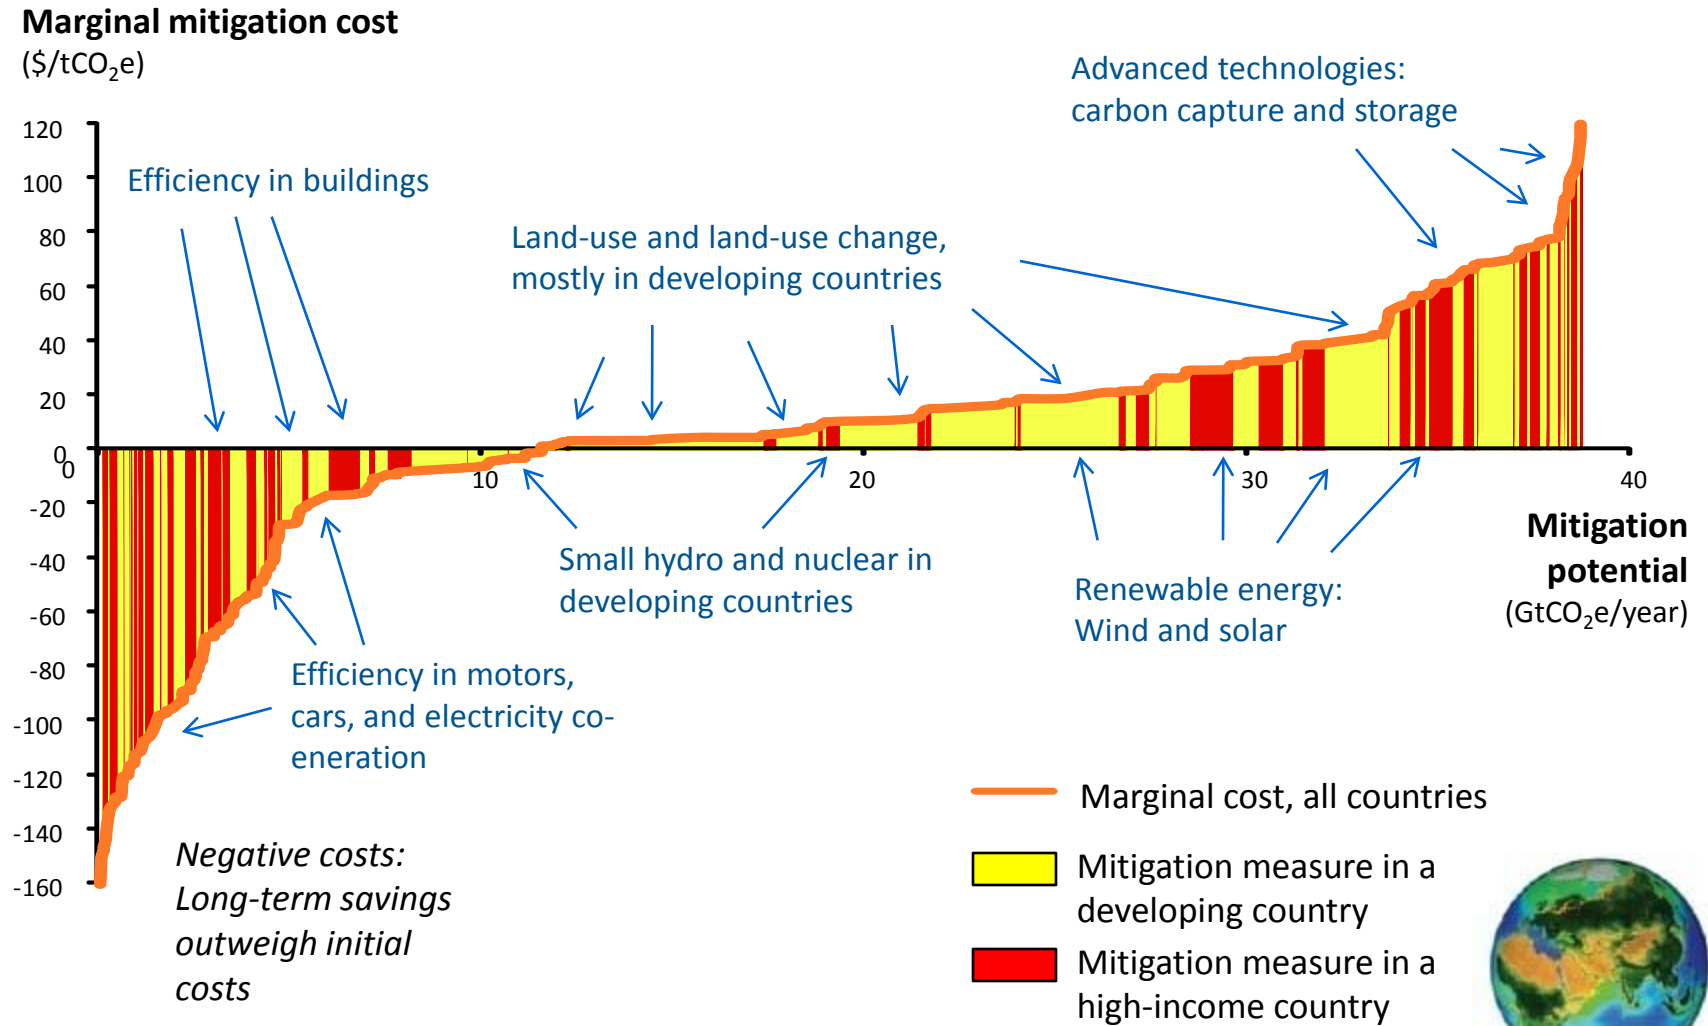 Marginal mitigation cost
($/tCO₂e)
Advanced technologies:
carbon capture and storage
120
100
80
60
40
20
0
0
-20
-40
-60
-80
-100
-120
-140
-160
Efficiency in buildings
Land-use and land-use change,
mostly in developing countries
10
20
30
40
Mitigation
potential
(GtCO₂e/year)
Small hydro and nuclear in
developing countries
Renewable energy:
Wind and solar
Efficiency in motors,
cars, and electricity co-
eneration
Negative costs:
Long-term savings
outweigh initial
costs
Marginal cost, all countries
Mitigation measure in a
developing country
Mitigation measure in a
high-income country